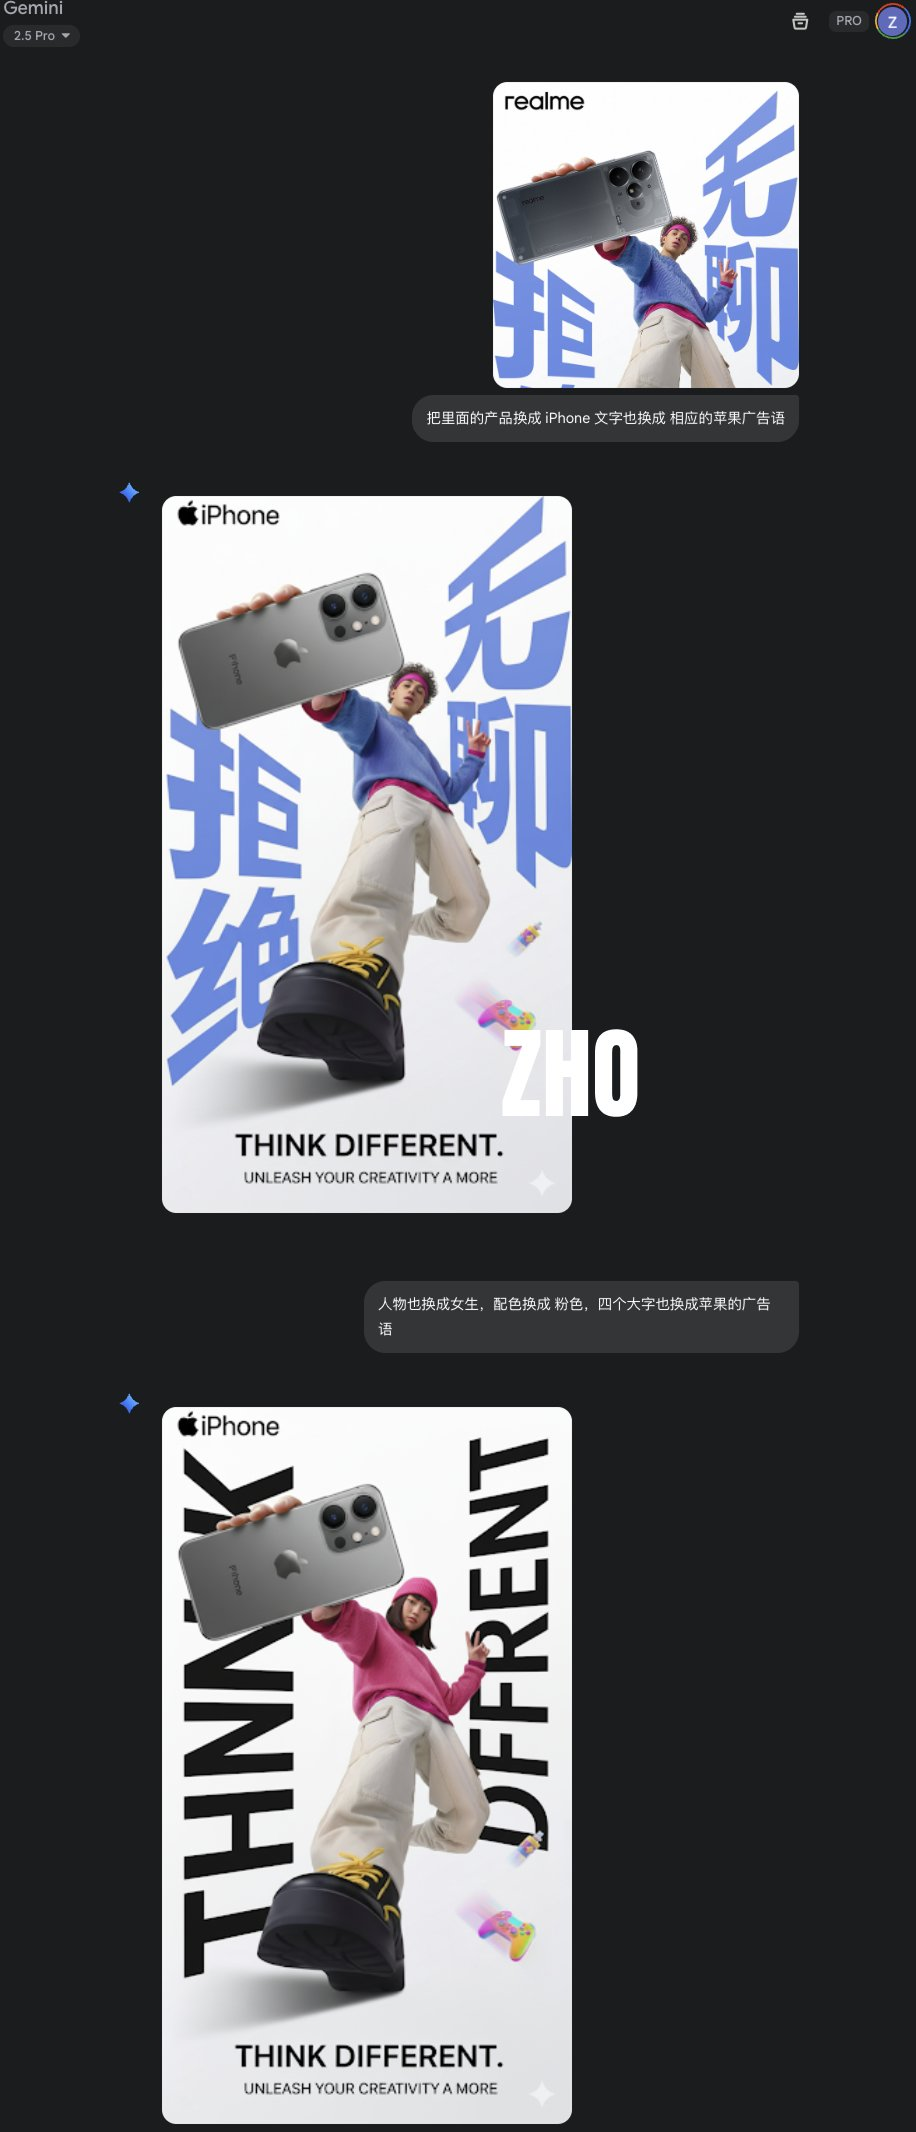 Gemini
2.5 Pro
PRO
Z
realme
realme
无聊
拒
把里面的产品换成 iPhone 文字也换成 相应的苹果广告语
iPhone
无聊
iPhone
拒绝
ZHO
THINK DIFFERENT.
UNLEASH YOUR CREATIVITY A MORE
人物也换成女生，配色换成 粉色，四个大字也换成苹果的广告
语
iPhone
THNNK
DFFRENT
iPhone
THINK DIFFERENT.
UNLEASH YOUR CREATIVITY A MORE